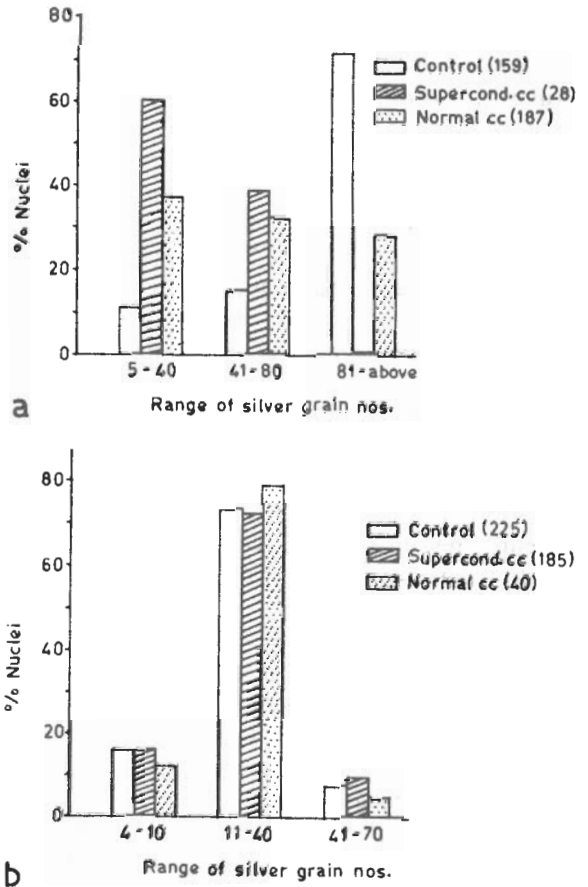 80
60
40
20
0
% Nuclei
Control (159)
Supercond.cc (28)
Normal cc (187)
5-40 41-80 81-above
Range of silver grain nos.
a
80
60
40
20
0
% Nuclei
Control (225)
Supercond.cc (185)
Normal cc (40)
4-10 11-40 41-70
Range of silver grain nos.
b